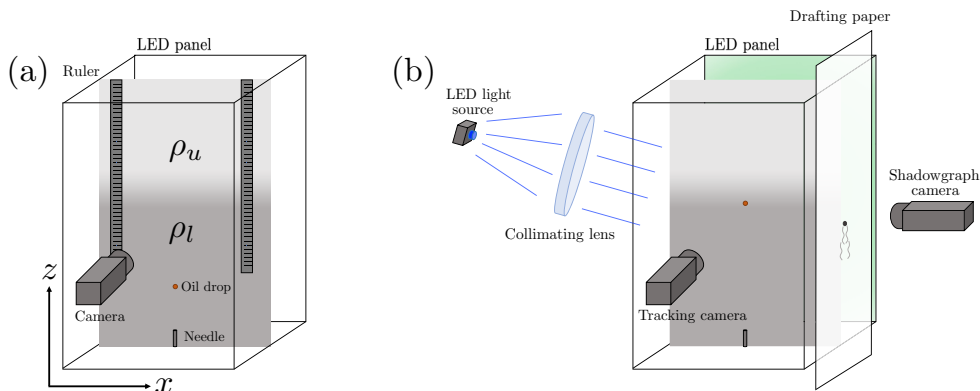 (a)
LED panel
Ruler
ρ_u
ρ_l
z
Oil drop
Camera
Needle
x
(b)
Drafting paper
LED panel
LED light
source
Shadowgraph
camera
Collimating lens
Tracking camera